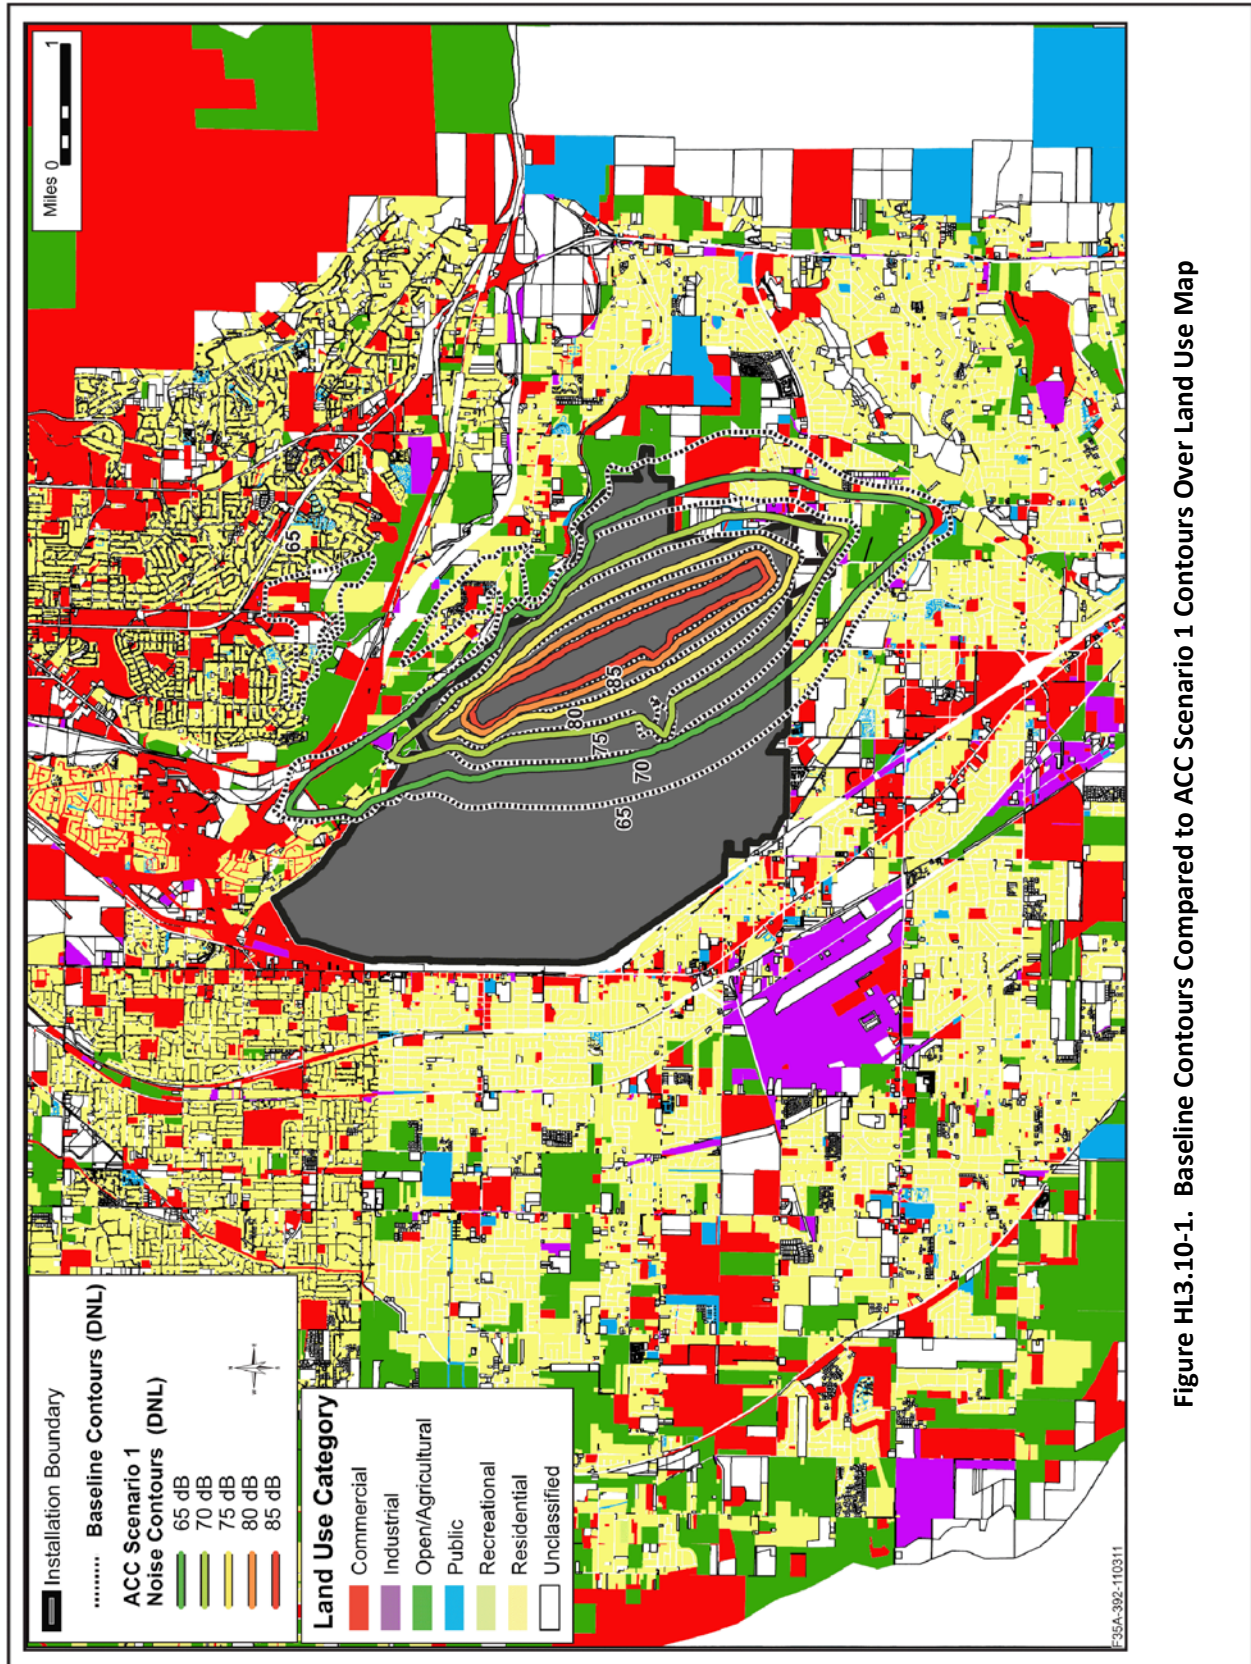 Miles 0 1
Installation Boundary
Baseline Contours (DNL)
ACC Scenario 1
Noise Contours (DNL)
65 dB
70 dB
75 dB
80 dB
85 dB
Land Use Category
Commercial
Industrial
Open/Agricultural
Public
Recreational
Residential
Unclassified
65
85
80
75
70
65
F35A-392-110311
Figure HL3.10-1. Baseline Contours Compared to ACC Scenario 1 Contours Over Land Use Map